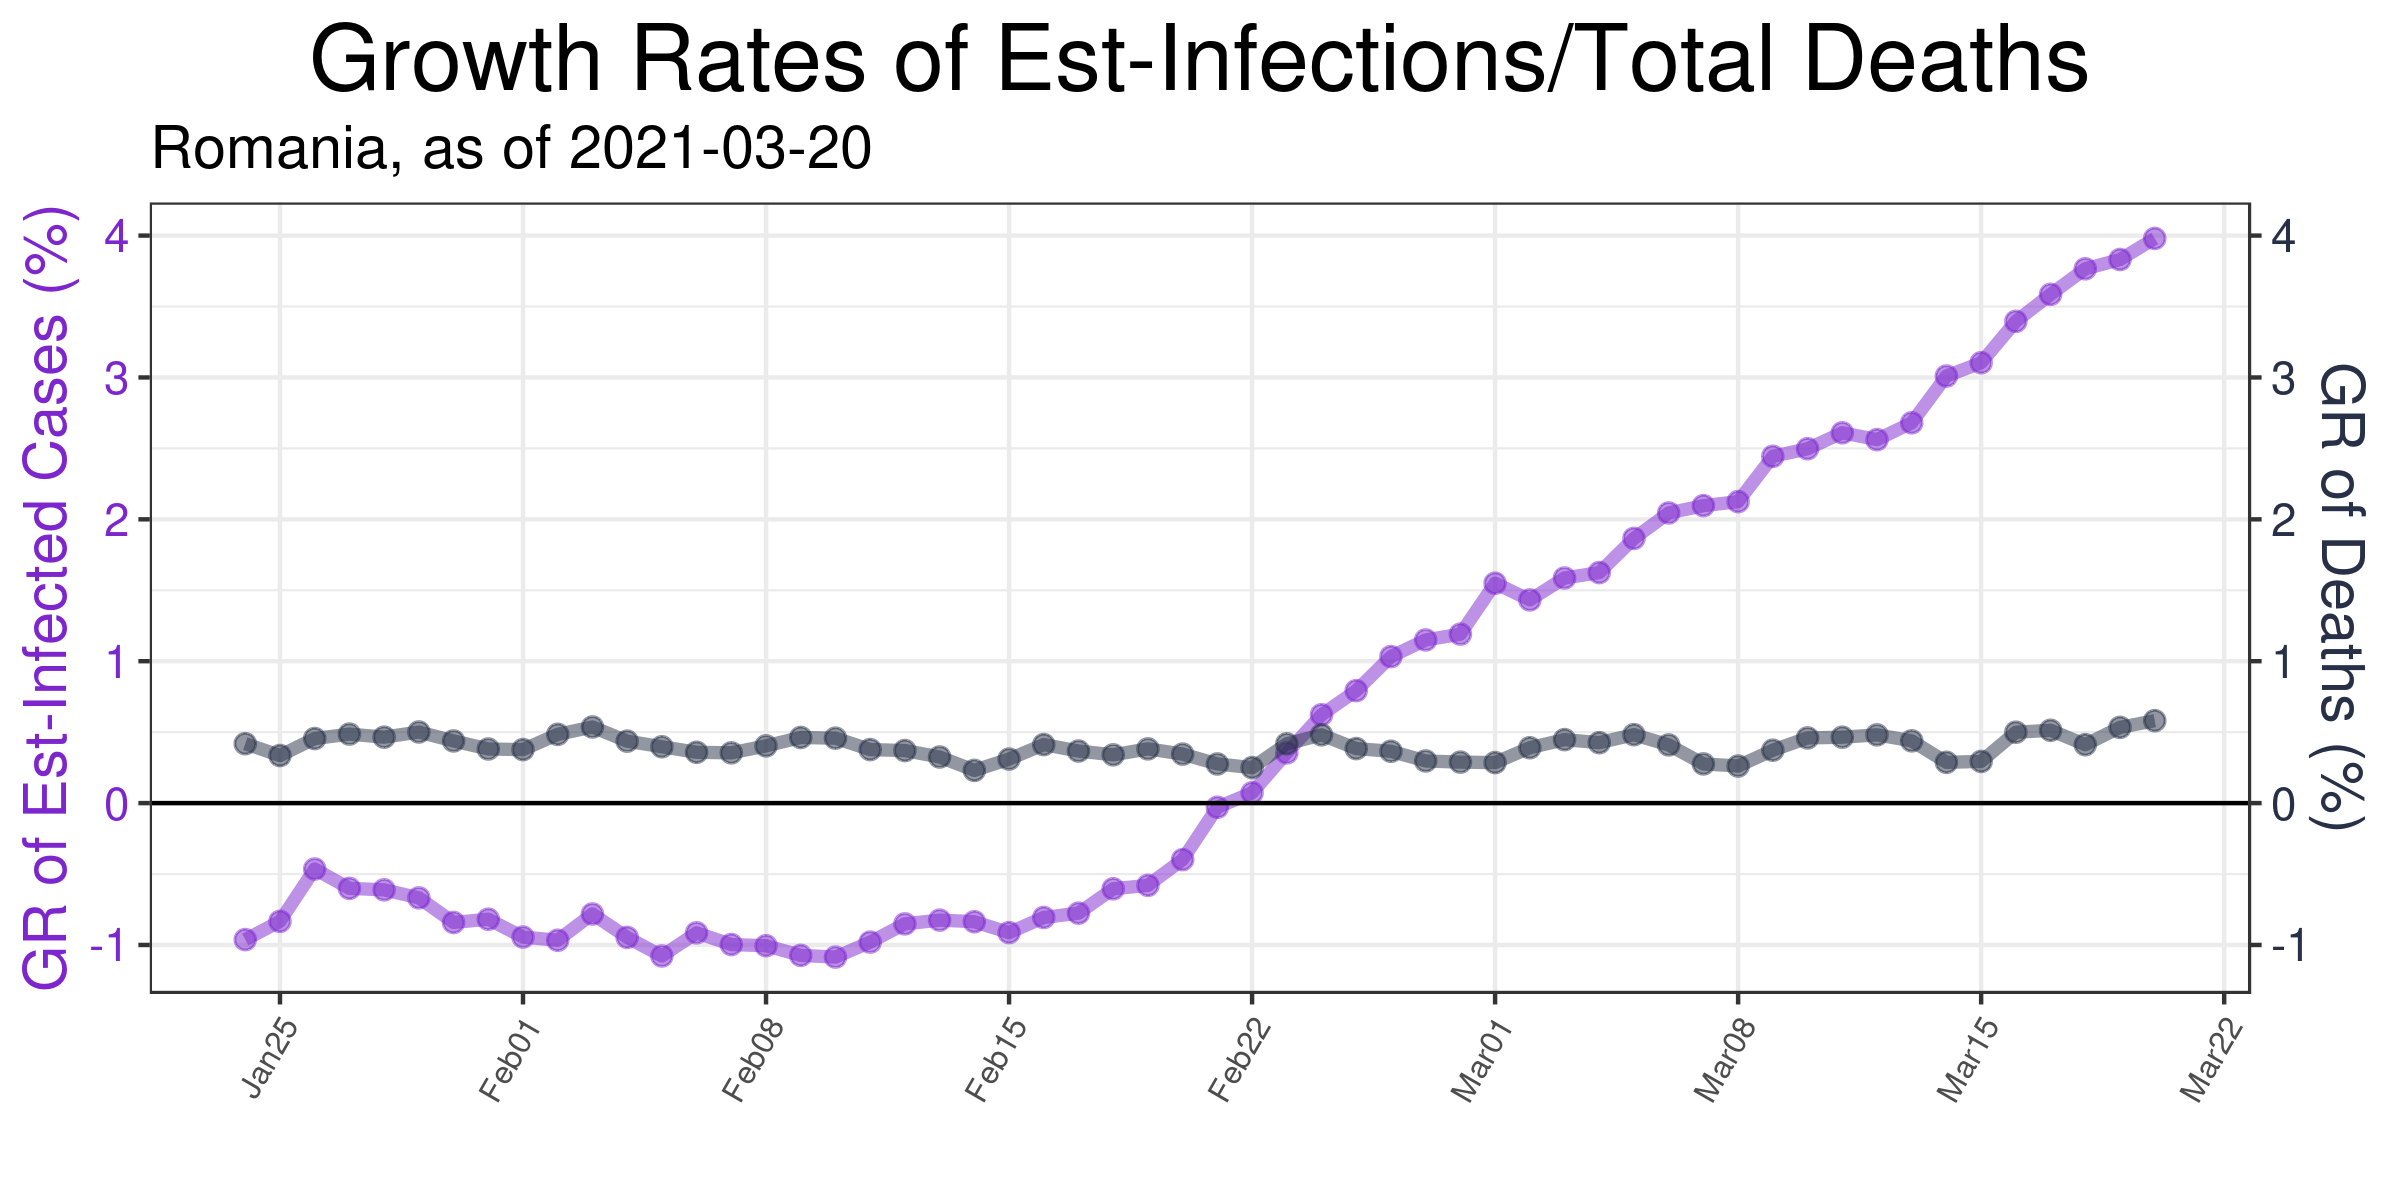 Growth Rates of Est-Infections/Total Deaths
Romania, as of 2021-03-20
GR of Est-Infected Cases (%)
4
3
2
1
0
-1
4
3
2
1
0
-1
GR of Deaths (%)
Jan25
Feb01
Feb08
Feb15
Feb22
Mar01
Mar08
Mar15
Mar22